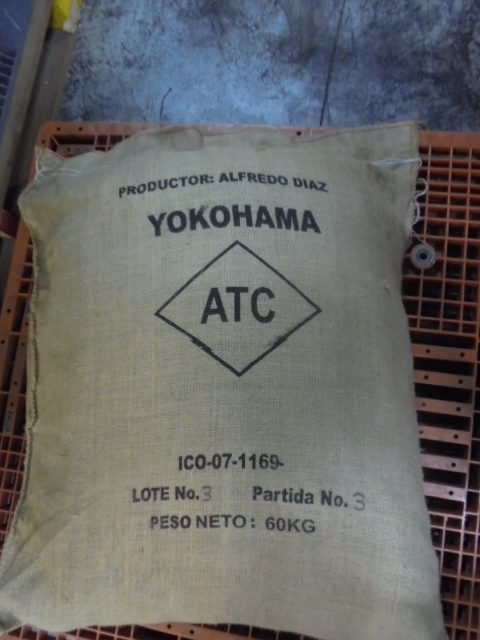 PRODUCTOR: ALFREDO DIAZ
YOKOHAMA
ATC
ICO-07-1169-
LOTE No. 3 Partida No. 3
PESO NETO: 60KG